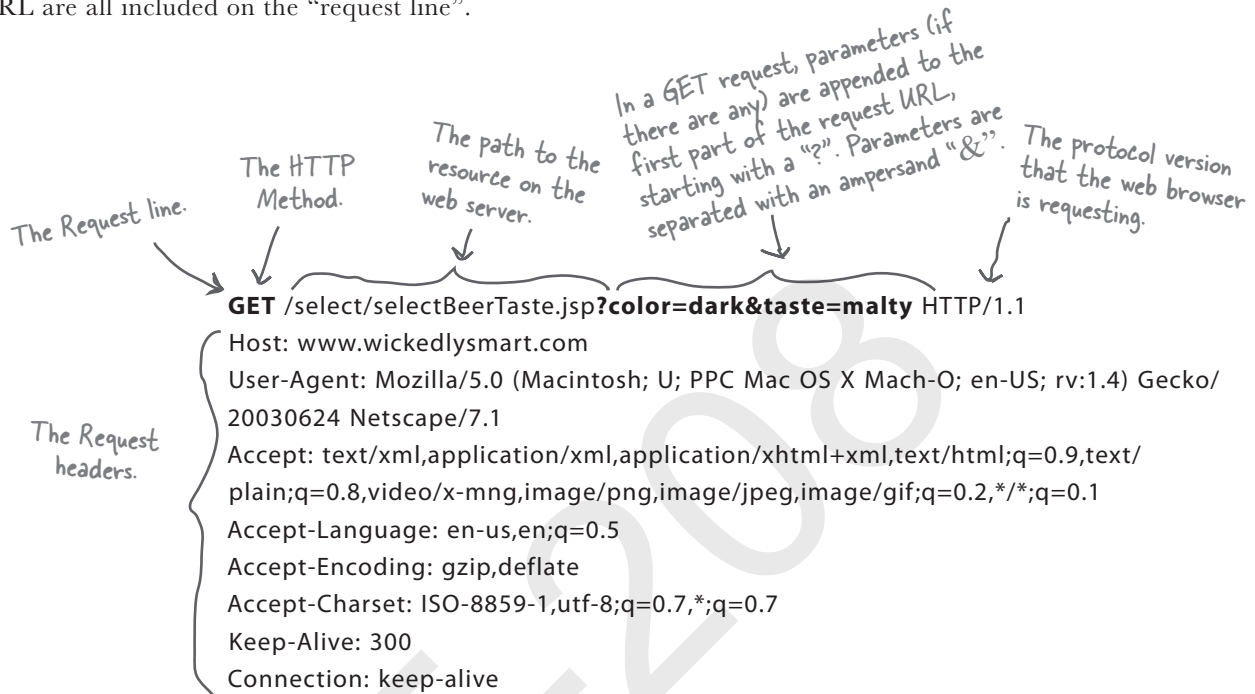 RL are all included on the “request line”.
The Request line.
The HTTP
Method.
The path to the
resource on the
web server.
In a GET request, parameters (if
there are any) are appended to the
first part of the request URL,
starting with a “?”. Parameters are
separated with an ampersand “&”.
The protocol version
that the web browser
is requesting.
GET /select/selectBeerTaste.jsp?color=dark&taste=malty HTTP/1.1
Host: www.wickedlysmart.com
User-Agent: Mozilla/5.0 (Macintosh; U; PPC Mac OS X Mach-O; en-US; rv:1.4) Gecko/
20030624 Netscape/7.1
The Request
headers.
Accept: text/xml,application/xml,application/xhtml+xml,text/html;q=0.9,text/
plain;q=0.8,video/x-mng,image/png,image/jpeg,image/gif;q=0.2,*/*;q=0.1
Accept-Language: en-us,en;q=0.5
Accept-Encoding: gzip,deflate
Accept-Charset: ISO-8859-1,utf-8;q=0.7,*;q=0.7
Keep-Alive: 300
Connection: keep-alive
208